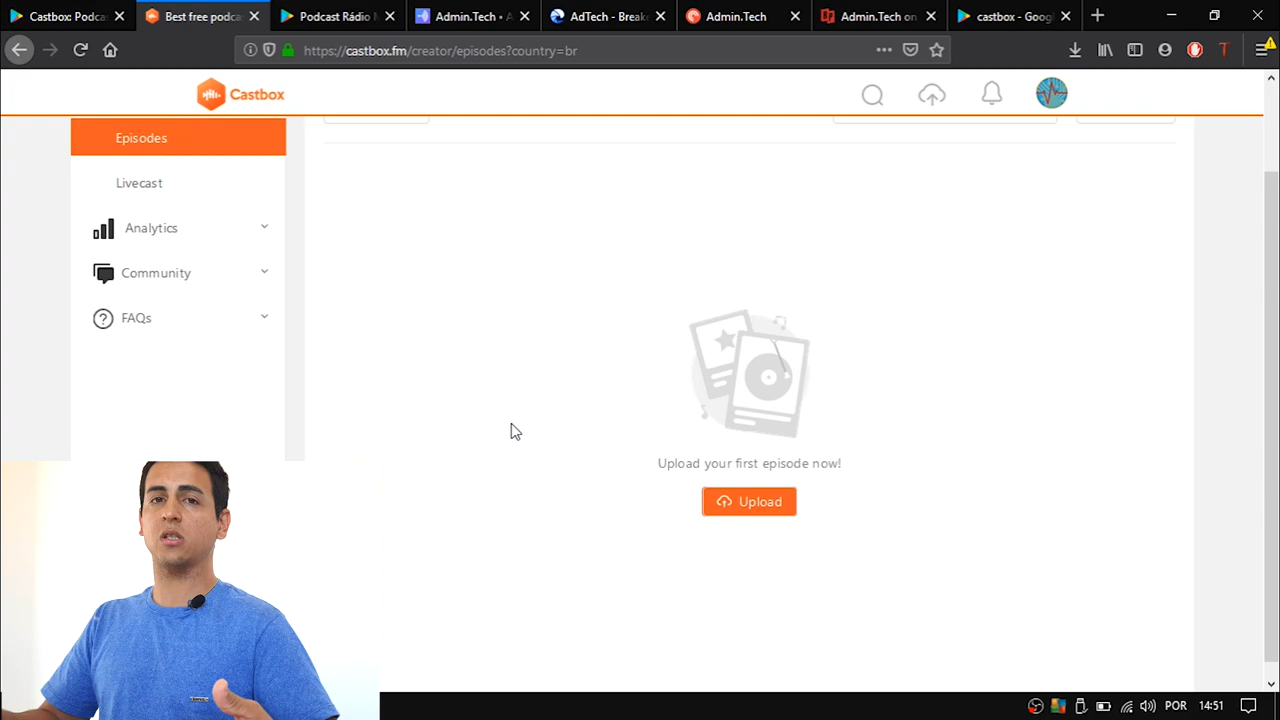 Castbox Podca
Best free podca
Podcast Rádio M
Admin.Tech • A
AdTech - Breake
Admin.Tech
Admin.Tech on
castbox - Goog
https://castbox.fm/creator/episodes?country=br
Castbox
Episodes
Livecast
Analytics
Community
FAQs
Upload your first episode now!
Upload
POR
14:51